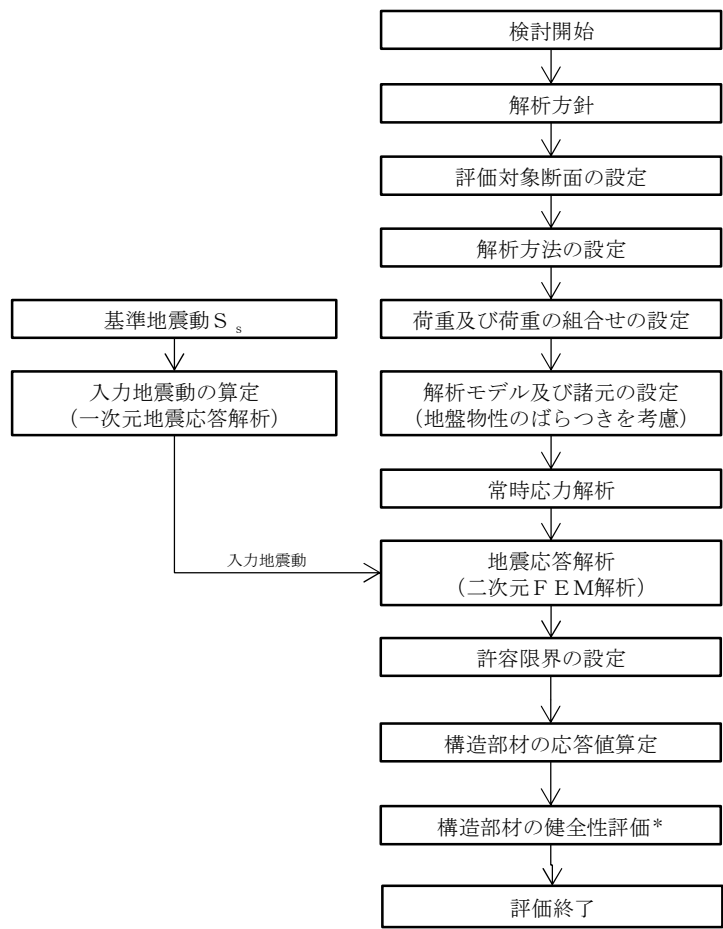 検討開始
解析方針
評価対象断面の設定
解析方法の設定
基準地震動Ｓｓ
荷重及び荷重の組合せの設定
入力地震動の算定
（一次元地震応答解析）
解析モデル及び諸元の設定
（地盤物性のばらつきを考慮）
常時応力解析
入力地震動
地震応答解析
（二次元ＦＥＭ解析）
許容限界の設定
構造部材の応答値算定
構造部材の健全性評価*
評価終了